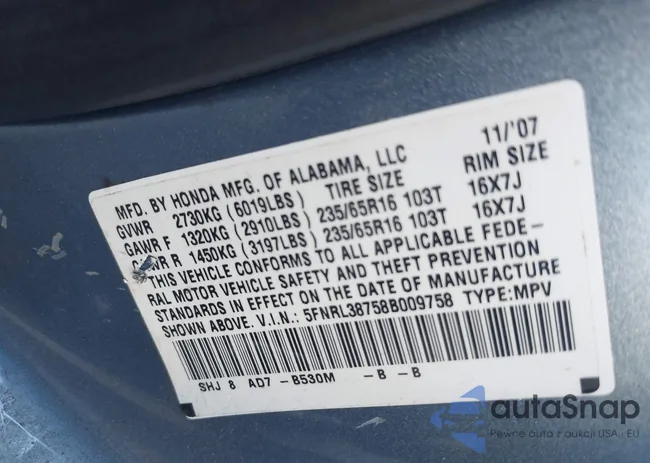 MFD. BY HONDA MFG. OF ALABAMA, LLC 11/'07
GVWR 2730KG (6019LBS) TIRE SIZE RIM SIZE
GAWR F 1320KG (2910LBS) 235/65R16 103T 16X7J
GAWR R 1450KG (3197LBS) 235/65R16 103T 16X7J
THIS VEHICLE CONFORMS TO ALL APPLICABLE FEDE-
RAL MOTOR VEHICLE SAFETY AND THEFT PREVENTION
STANDARDS IN EFFECT ON THE DATE OF MANUFACTURE
SHOWN ABOVE. V.I.N.: 5FNRL38758B009758 TYPE:MPV
SHJ 8 AD7 -B530M -B -B
autaSnap
Pewne auta z aukcji USA i EU